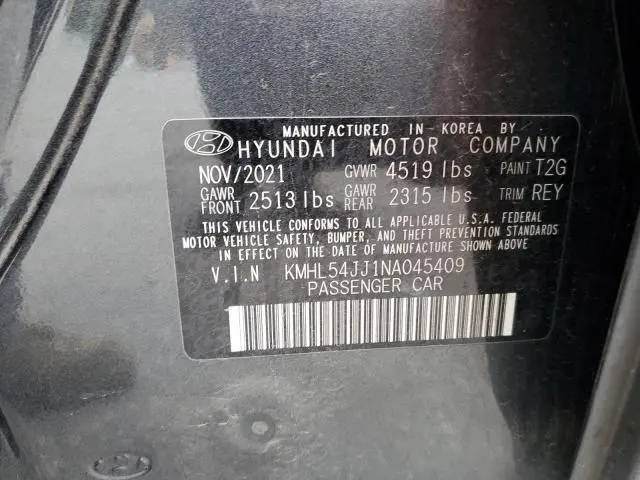 MANUFACTURED IN-KOREA BY
HYUNDAI MOTOR COMPANY
NOV/2021 GVWR 4519 lbs PAINT T2G
GAWR FRONT 2513 lbs GAWR REAR 2315 lbs TRIM REY
THIS VEHICLE CONFORMS TO ALL APPLICABLE U.S.A. FEDERAL
MOTOR VEHICLE SAFETY, BUMPER, AND THEFT PREVENTION STANDARDS
IN EFFECT ON THE DATE OF MANUFACTURE SHOWN ABOVE.
V.I.N KMHL54JJ1NA045409
PASSENGER CAR